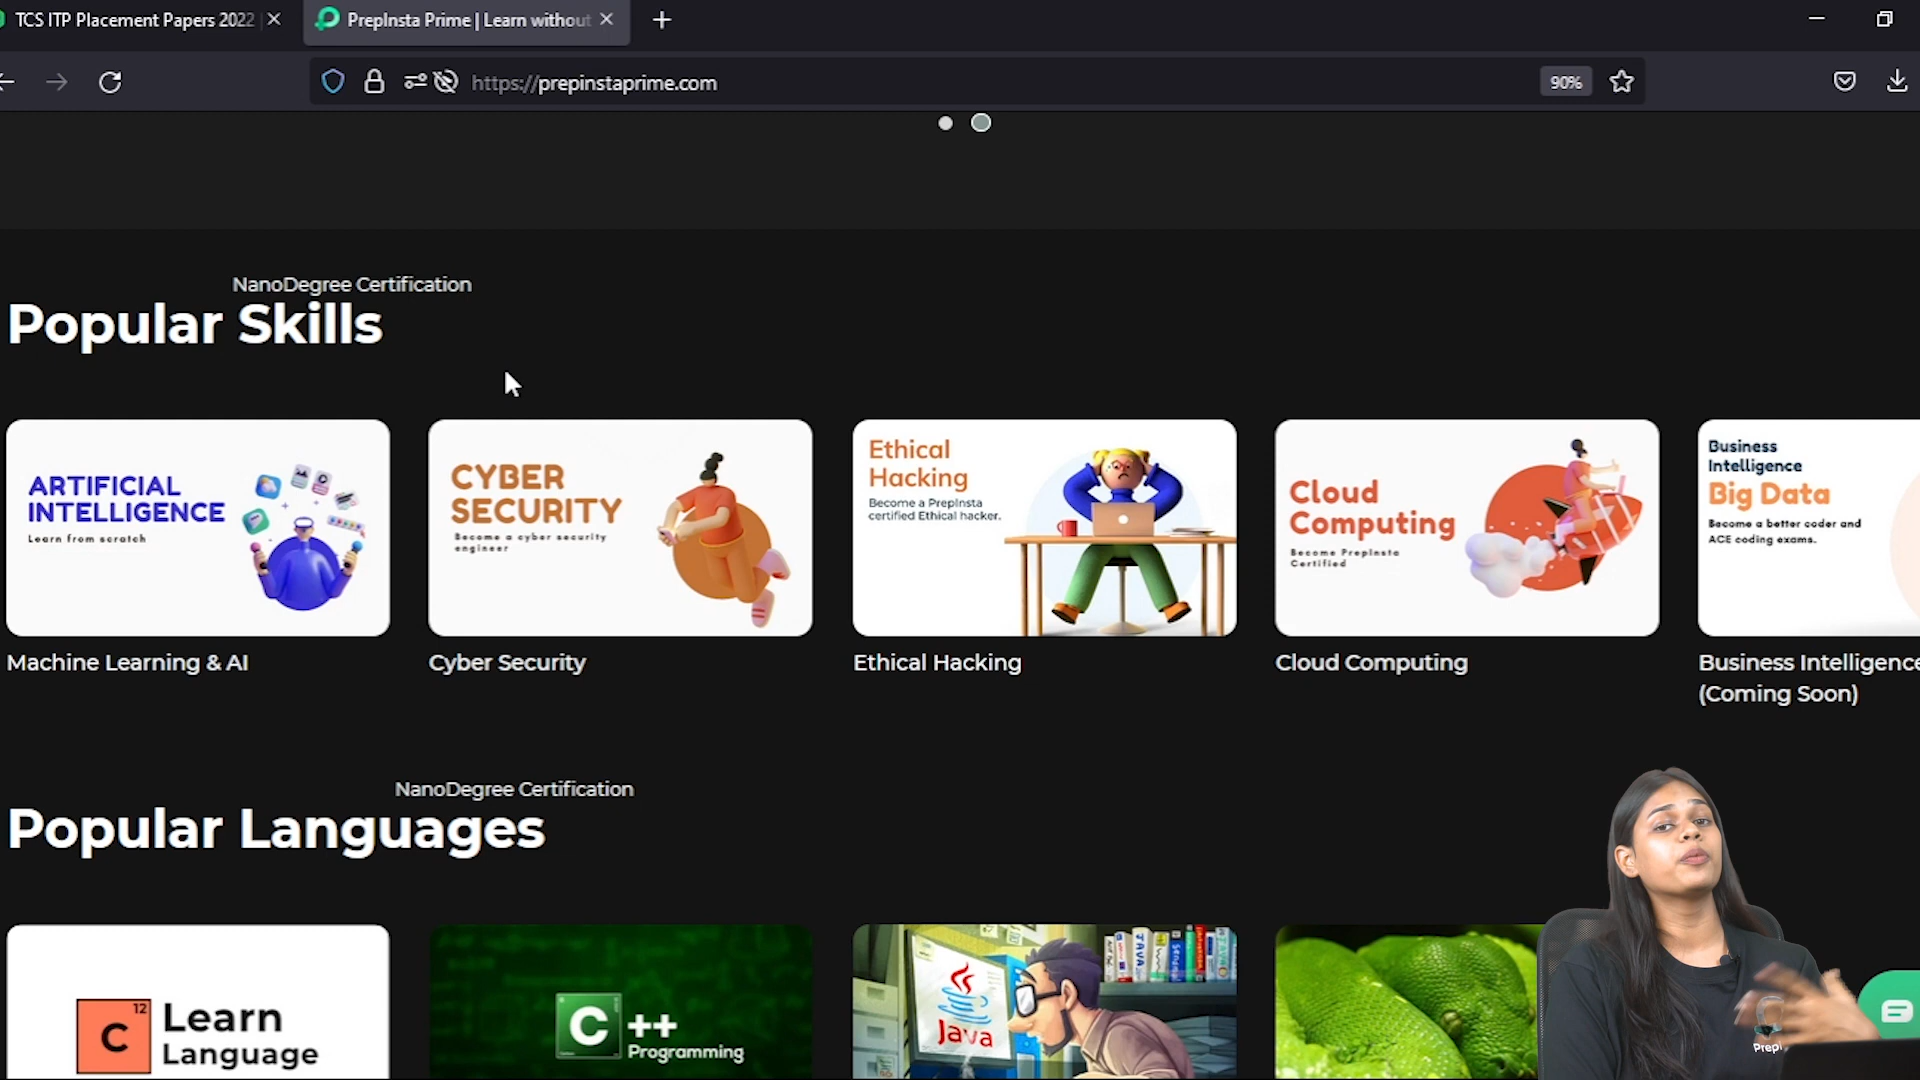 TCS ITP Placement Papers 2022
PrepInsta Prime | Learn without
https://prepinstaprime.com
90%
NanoDegree Certification
Popular Skills
ARTIFICIAL
INTELLIGENCE
Learn from scratch
CYBER
SECURITY
Become a cyber security
engineer
Ethical
Hacking
Become a PrepInsta
certified Ethical hacker.
Cloud
Computing
Become PrepInsta
Certified
Business
Intelligence
Big Data
Become a better coder and
ACE coding exams.
Machine Learning & AI
Cyber Security
Ethical Hacking
Cloud Computing
Business Intelligence
(Coming Soon)
NanoDegree Certification
Popular Languages
12
C
Learn
Language
C
++
Programming
Java
JAVA
PrepI